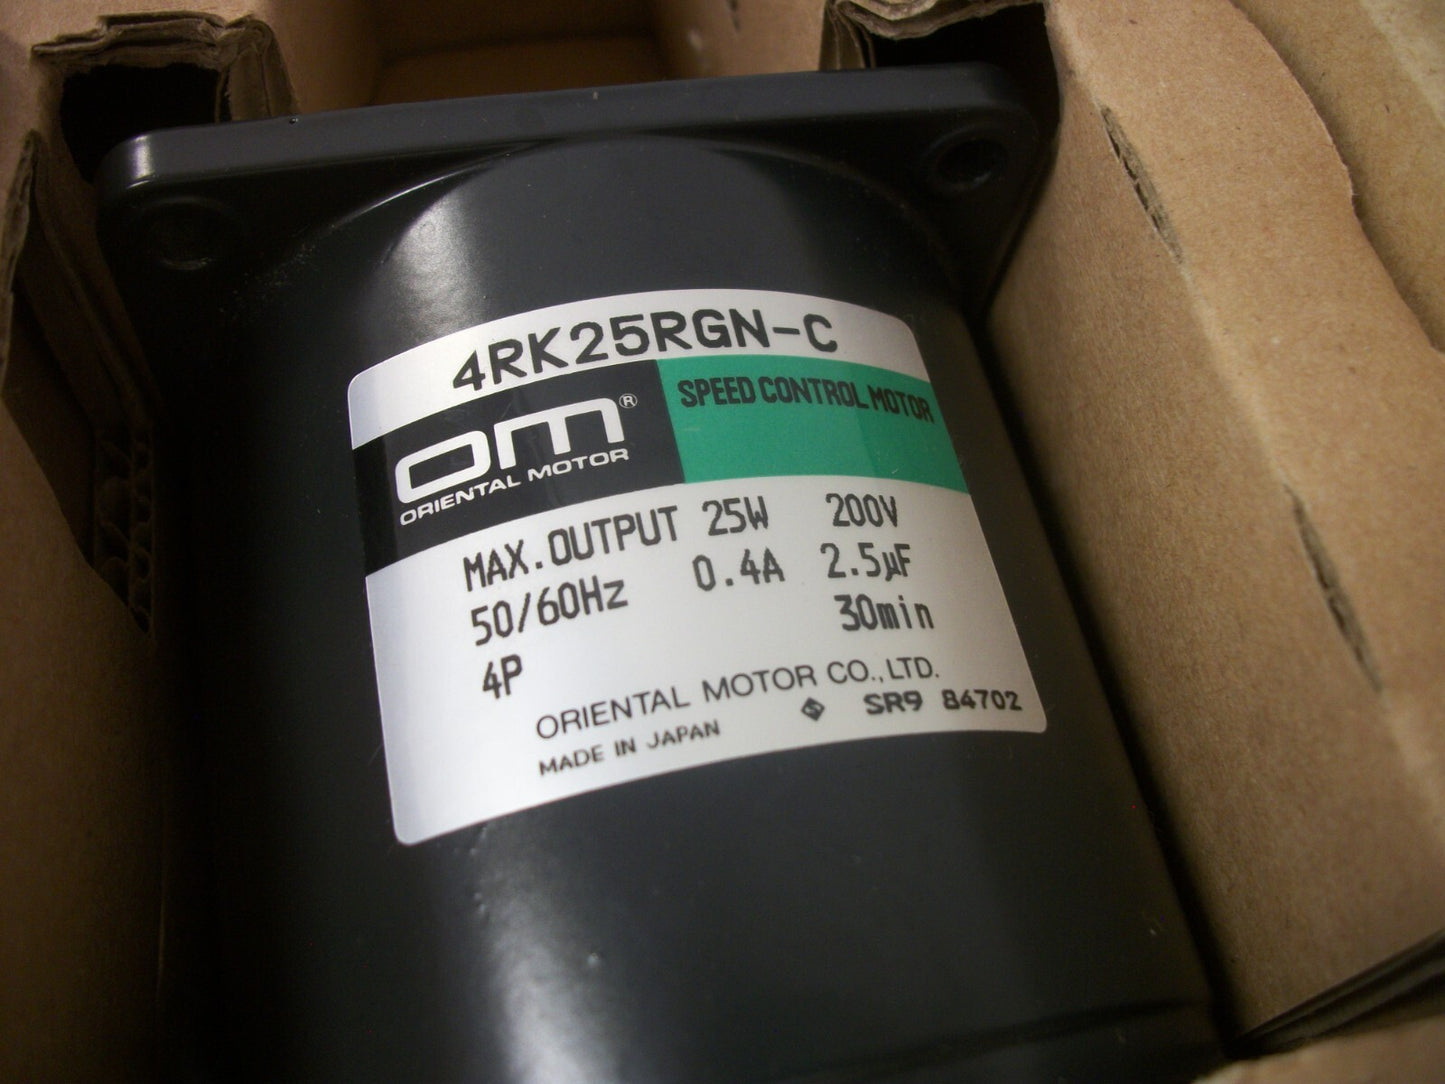 4RK25RGN-C
om® SPEED CONTROL MOTOR
ORIENTAL MOTOR
MAX. OUTPUT 25W 200V
50/60Hz 0.4A 2.5µF
4P 30min
ORIENTAL MOTOR CO., LTD.
MADE IN JAPAN S SR9 84702